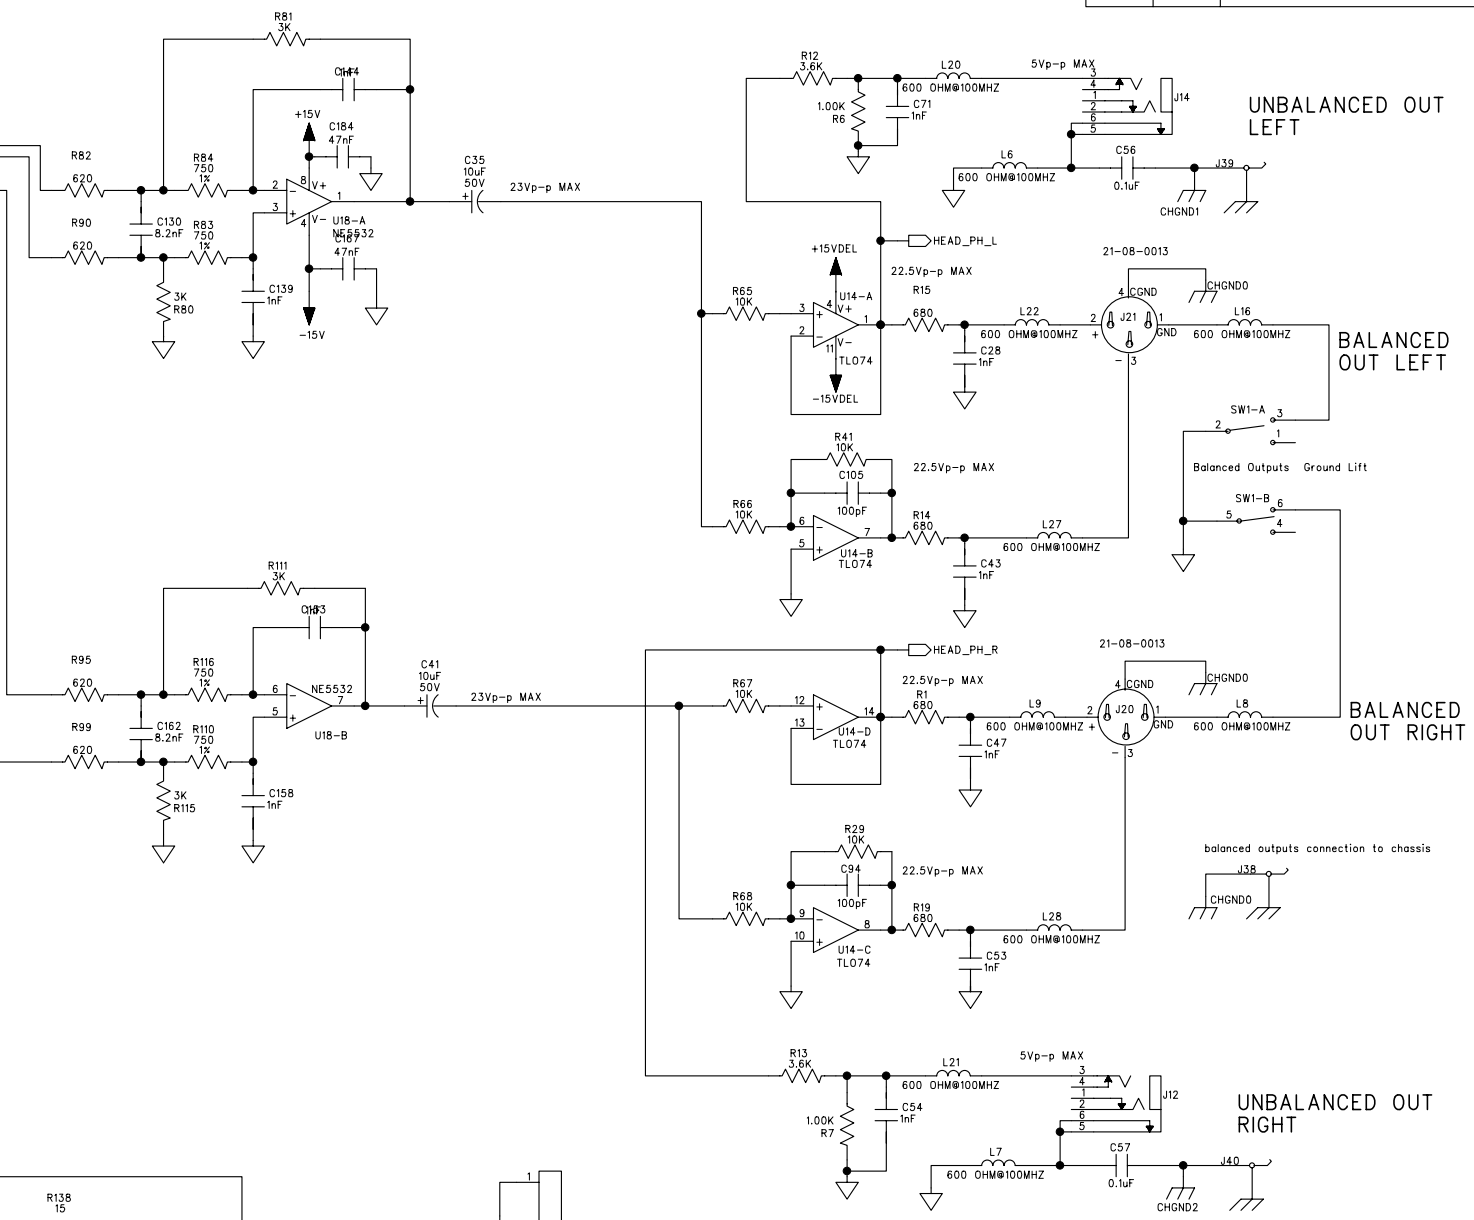 R81
3K
1nF
+15V
C184
47nF
R82
620
R84
750
1%
8
V+
2
−
1
3
+
4
V-
U18-A
NE5532
47nF
C35
10uF
50V
+
23Vp-p MAX
R90
620
C130
8.2nF
R83
750
1%
3K
R80
C139
1nF
-15V
R12
3.6K
L20
600 OHM@100MHZ
5Vp-p MAX
3
4
1
2
6
5
J14
1.00K
R6
C71
1nF
UNBALANCED OUT
LEFT
L6
600 OHM@100MHZ
C56
0.1uF
J39
CHGND1
HEAD_PH_L
+15VDEL
22.5Vp-p MAX
21-08-0013
R65
10K
U14-A
4
V+
3
+
2
−
1
11
V-
TL074
-15VDEL
R15
680
L22
600 OHM@100MHZ
C28
1nF
4
CGND
CHGND0
2
+
J21
1
GND
-
3
L16
600 OHM@100MHZ
BALANCED
OUT LEFT
SW1-A
2
3
1
Balanced Outputs Ground Lift
SW1-B
5
6
4
R41
10K
C105
100pF
22.5Vp-p MAX
R66
10K
6
−
5
+
7
U14-B
TL074
R14
680
L27
600 OHM@100MHZ
C43
1nF
R111
3K
R95
620
R116
750
1%
6
−
5
+
7
NE5532
U18-B
C41
10uF
50V
+
23Vp-p MAX
R99
620
C162
8.2nF
R110
750
1%
3K
R115
C158
1nF
HEAD_PH_R
22.5Vp-p MAX
21-08-0013
R67
10K
12
+
13
−
14
U14-D
TL074
R1
680
L9
600 OHM@100MHZ
C47
1nF
4
CGND
CHGND0
2
+
J20
1
GND
-
3
L8
600 OHM@100MHZ
BALANCED
OUT RIGHT
R29
10K
C94
100pF
22.5Vp-p MAX
R68
10K
9
−
10
+
8
U14-C
TL074
R19
680
L28
600 OHM@100MHZ
C53
1nF
balanced outputs connection to chassis
J38
CHGND0
R13
3.6K
L21
600 OHM@100MHZ
5Vp-p MAX
3
4
1
2
6
5
J12
1.00K
R7
C54
1nF
UNBALANCED OUT
RIGHT
L7
600 OHM@100MHZ
C57
0.1uF
J40
CHGND2
R138
15
1